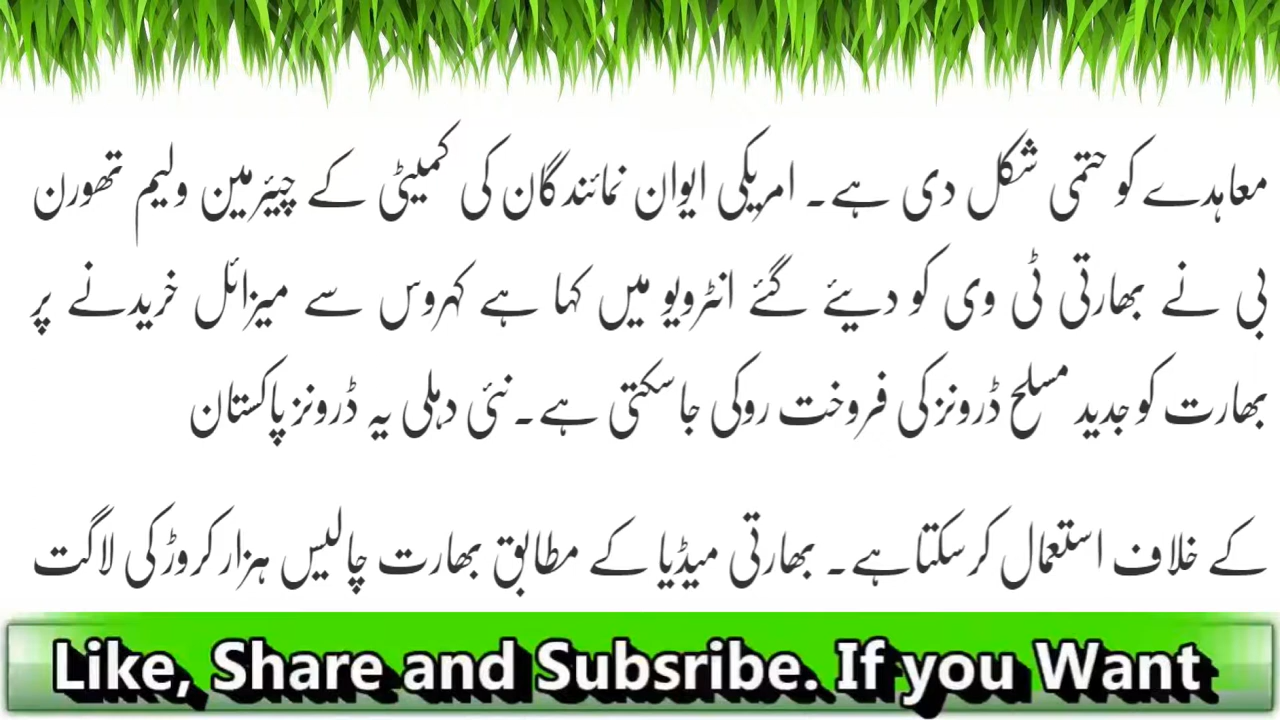 معاہدے کو حتمی شکل دی ہے۔ امریکی ایوان نمائندگان کی کمیٹی کے چیئرمین ولیم تھورن
بی نے بھارتی ٹی وی کو دیئے گئے انٹرویو میں کہا ہے کہروس سے میزائل خریدنے پر
بھارت کو جدید مسلح ڈرونز کی فروخت روکی جا سکتی ہے۔ نئی دہلی یہ ڈرونز پاکستان
کے خلاف استعمال کر سکتا ہے۔ بھارتی میڈیا کے مطابق بھارت چالیس ہزار کروڑ کی لاگت
Like, Share and Subsribe. If you Want